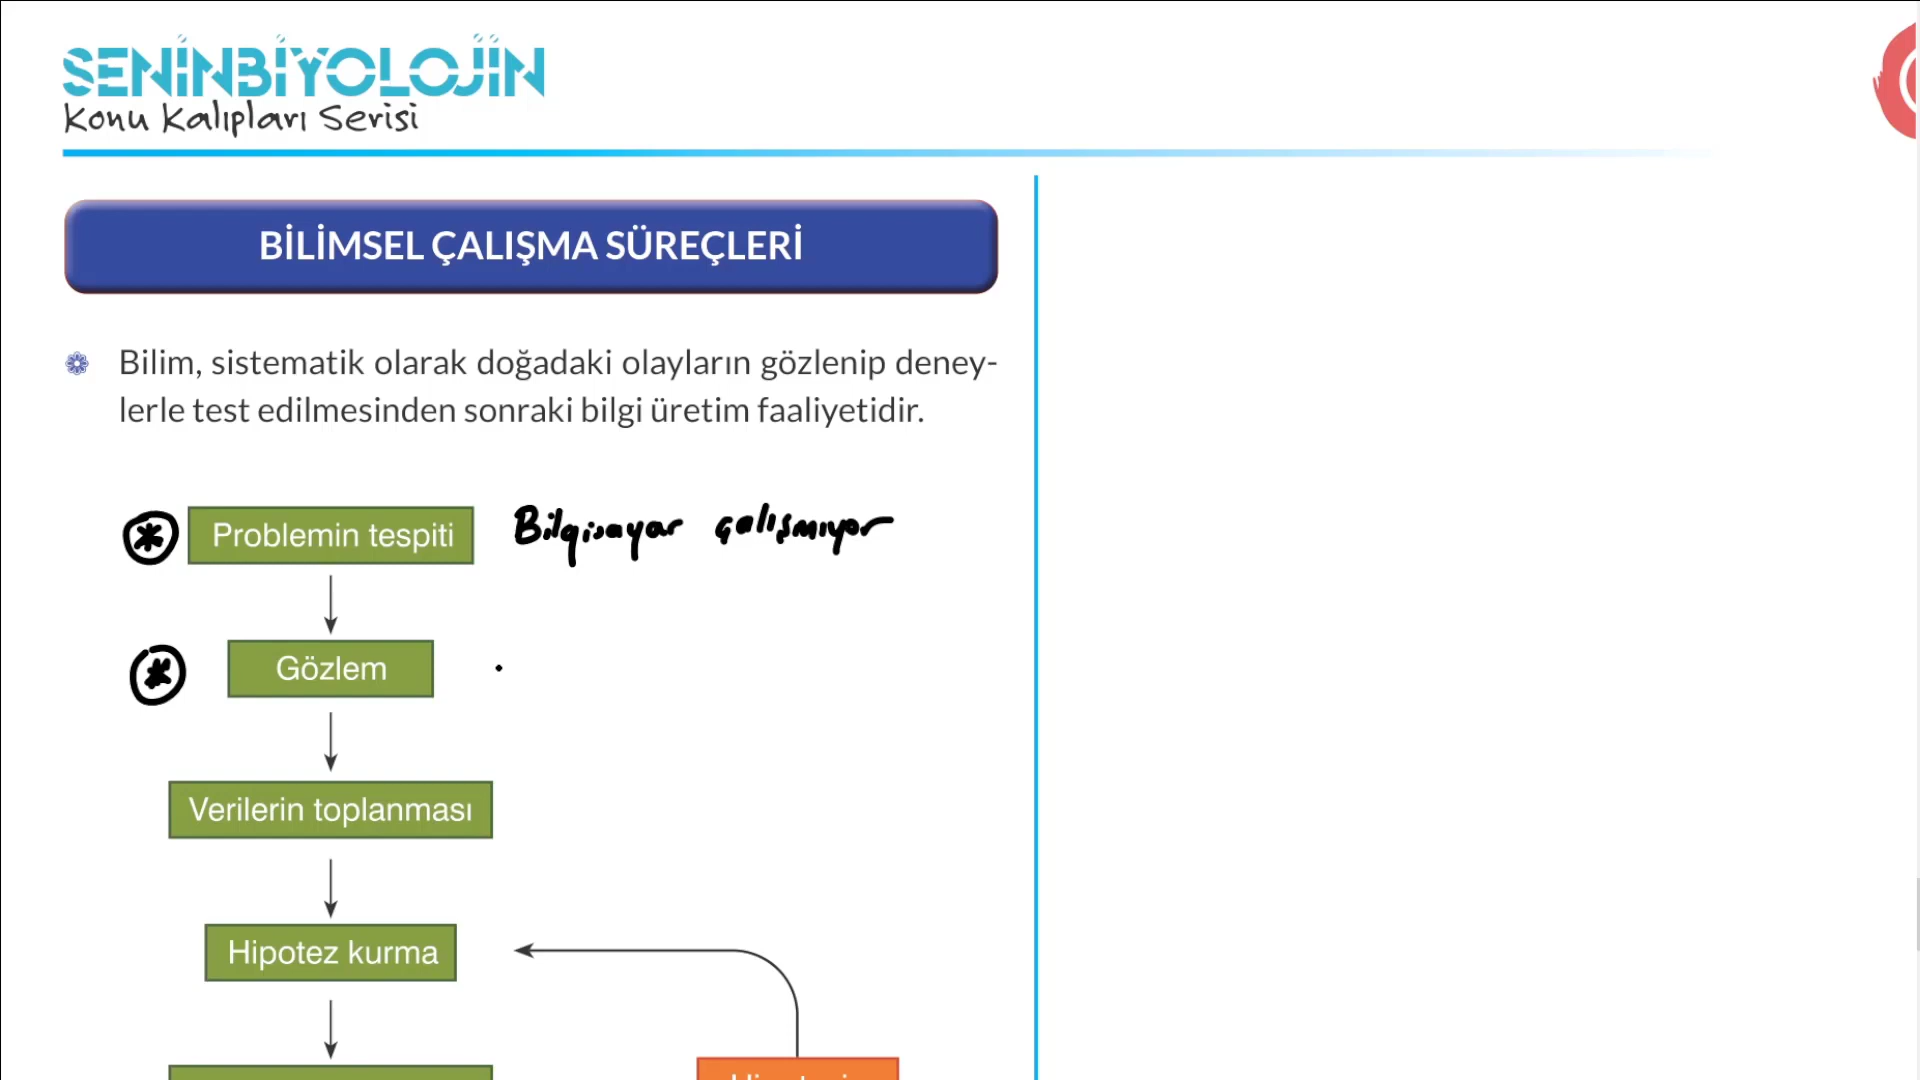 SENİNBİYOLOJİN
Konu Kalıpları Serisi
BİLİMSEL ÇALIŞMA SÜREÇLERİ
Bilim, sistematik olarak doğadaki olayların gözlenip deney-
lerle test edilmesinden sonraki bilgi üretim faaliyetidir.
Problemin tespiti Bilgisayar çalışmıyor
Gözlem
Verilerin toplanması
Hipotez kurma